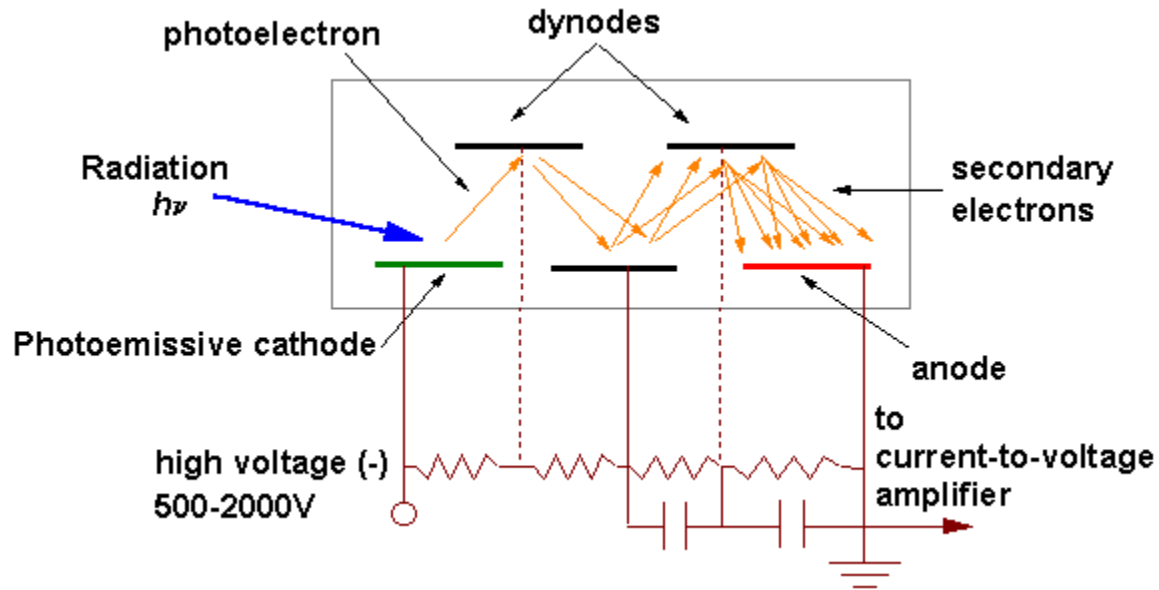 photoelectron
dynodes
Radiation
hν
secondary
electrons
Photoemissive cathode
anode
high voltage (-)
500-2000V
to
current-to-voltage
amplifier